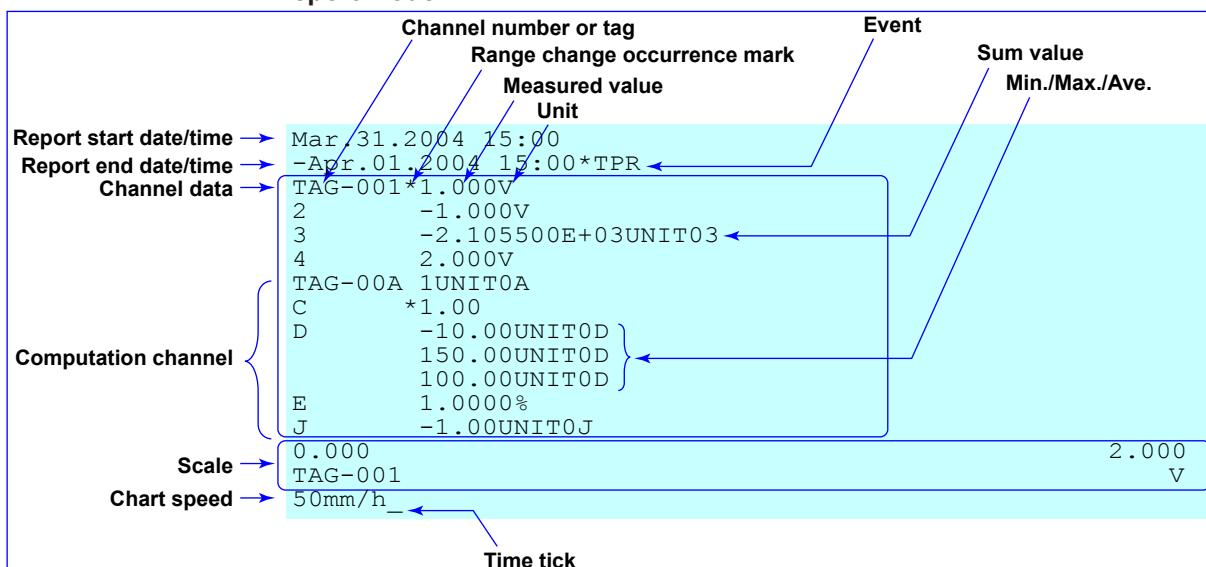 Channel number or tag
Event
Range change occurrence mark
Sum value
Measured value
Min./Max./Ave.
Unit
Report start date/time
Mar.31.2004 15:00
Report end date/time
-Apr.01.2004 15:00*TPR
Channel data
TAG-001*1.000V
2 -1.000V
3 -2.105500E+03UNIT03
4 2.000V
TAG-00A 1UNIT0A
C *1.00
D -10.00UNIT0D
150.00UNIT0D
Computation channel
100.00UNIT0D
E 1.0000%
J -1.00UNIT0J
0.000 2.000
Scale
TAG-001 V
Chart speed
50mm/h_
Time tick